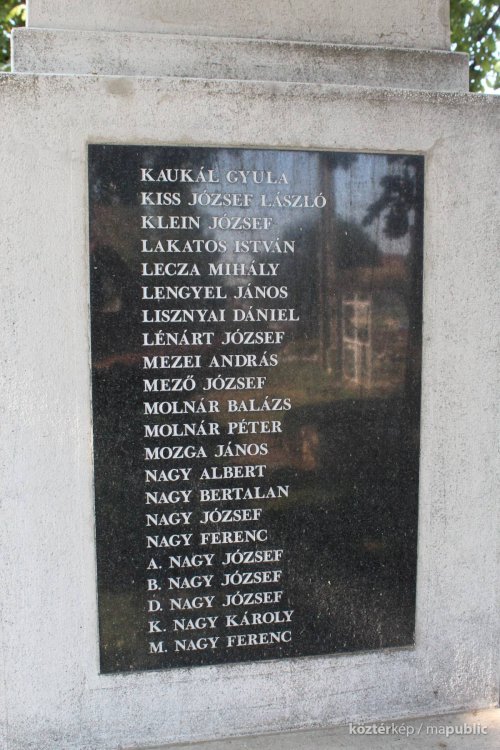 KAUKÁL GYULA
KISS JÓZSEF LÁSZLÓ
KLEIN JÓZSEF
LAKATOS ISTVÁN
LECZA MIHÁLY
LENGYEL JÁNOS
LISZNYAI DÁNIEL
LÉNÁRT JÓZSEF
MEZEI ANDRÁS
MEZŐ JÓZSEF
MOLNÁR BALÁZS
MOLNÁR PÉTER
MOZGA JÁNOS
NAGY ALBERT
NAGY BERTALAN
NAGY JÓZSEF
NAGY FERENC
A. NAGY JÓZSEF
B. NAGY JÓZSEF
D. NAGY JÓZSEF
K. NAGY KÁROLY
M. NAGY FERENC
köztérkép / mapublic